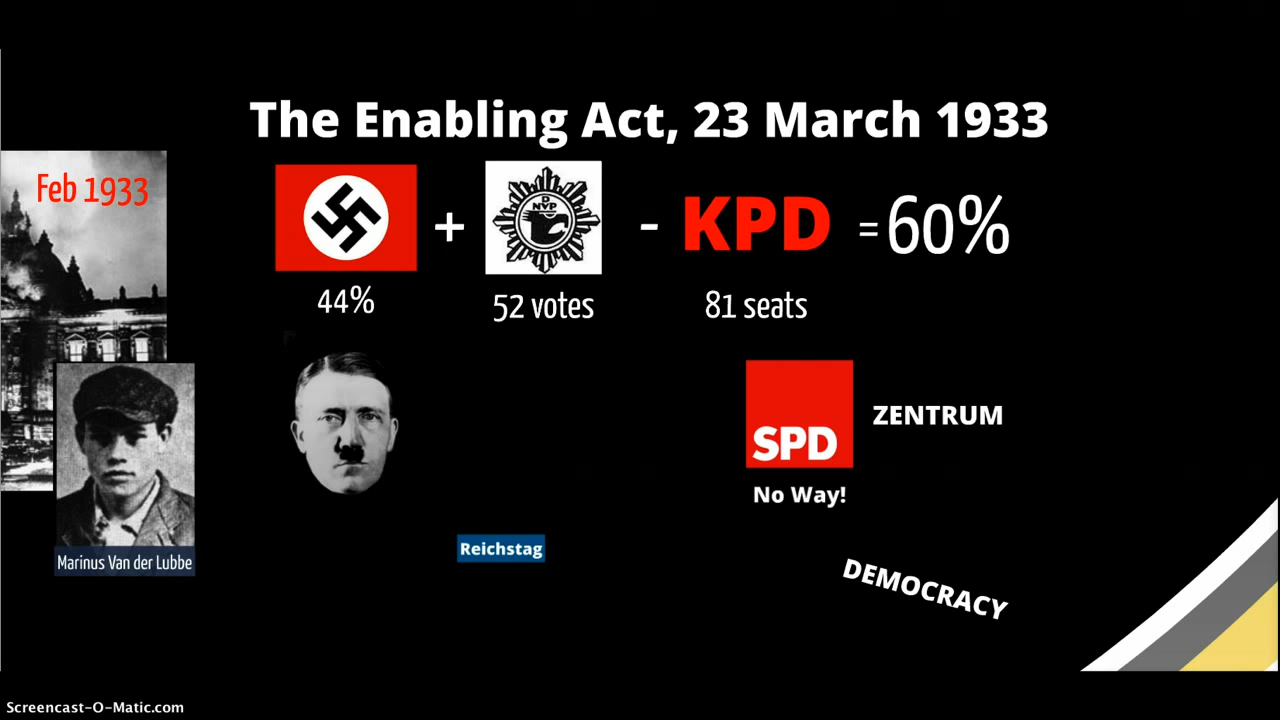 The Enabling Act, 23 March 1933
Feb 1933
+
D
NVP
- KPD = 60%
44%
52 votes
81 seats
SPD
ZENTRUM
No Way!
Reichstag
Marinus Van der Lubbe
DEMOCRACY
Screencast-O-Matic.com